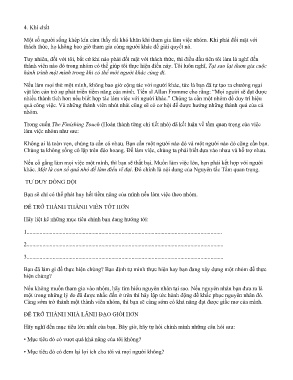 4. Khí chất
Một số người sống khép kín cảm thấy rất khó khăn khi tham gia làm việc nhóm. Khi phải đối mặt với
thách thức, họ không bao giờ tham gia cùng người khác để giải quyết nó.
Tuy nhiên, đối với tôi, bất cứ khi nào phải đối mặt với thách thức, thì điều đầu tiên tôi làm là nghĩ đến
thành viên nào đó trong nhóm có thể giúp tôi thực hiện điều này. Tôi luôn nghĩ, Tại sao lại tham gia cuộc
hành trình một mình trong khi có thể mời người khác cùng đi.
Nếu làm mọi thứ một mình, không bao giờ cộng tác với người khác, tức là bạn đã tự tạo ra chướng ngại
vật lớn cản trở sự phát triển tiềm năng của mình. Tiến sĩ Allan Fromme cho rằng: "Mọi người sẽ đạt được
nhiều thành tích hơn nếu biết hợp tác làm việc với người khác." Chúng ta cần một nhóm để duy trì hiệu
quả công việc. Và những thành viên nhút nhát cũng sẽ có cơ hội để được hưởng những thành quả của cả
nhóm.
Trong cuốn The Finishing Touch (Hoàn thành từng chi tiết nhỏ) đã kết luận về tầm quan trọng của việc
làm việc nhóm như sau:
Không ai là toàn vẹn, chúng ta cần cả nhau. Bạn cần một người nào đó và một người nào đó cũng cần bạn.
Chúng ta không sống cô lập trên đảo hoang. Để làm việc, chúng ta phải biết dựa vào nhau và hỗ trợ nhau.
Nếu cố gắng làm mọi việc một mình, thì bạn sẽ thất bại. Muốn làm việc lớn, bạn phải kết hợp với người
khác. Một là con số quá nhỏ để làm điều vĩ đại. Đó chính là nội dung của Nguyên tắc Tầm quan trọng.
TƯ DUY ĐỒNG ĐỘI
Bạn sẽ chỉ có thể phát huy hết tiềm năng của mình nếu làm việc theo nhóm.
ĐỂ TRỞ THÀNH THÀNH VIÊN TỐT HƠN
Hãy liệt kê những mục tiêu chính bạn đang hướng tới:
1.
2.
3.
Bạn đã làm gì để thực hiện chúng? Bạn định tự mình thực hiện hay bạn đang xây dựng một nhóm để thực
hiện chúng?
Nếu không muốn tham gia vào nhóm, hãy tìm hiểu nguyên nhân tại sao. Nếu nguyên nhân bạn đưa ra là
một trong những lý do đã được nhắc đến ở trên thì hãy lập tức hành động để khắc phục nguyên nhân đó.
Càng sớm trở thành một thành viên nhóm, thì bạn sẽ càng sớm có khả năng đạt được giấc mơ của mình.
ĐỂ TRỞ THÀNH NHÀ LÃNH ĐẠO GIỎI HƠN
Hãy nghĩ đến mục tiêu lớn nhất của bạn. Bây giờ, hãy tự hỏi chính mình những câu hỏi sau:
• Mục tiêu đó có vượt quá khả năng của tôi không?
• Mục tiêu đó có đem lại lợi ích cho tôi và mọi người không?